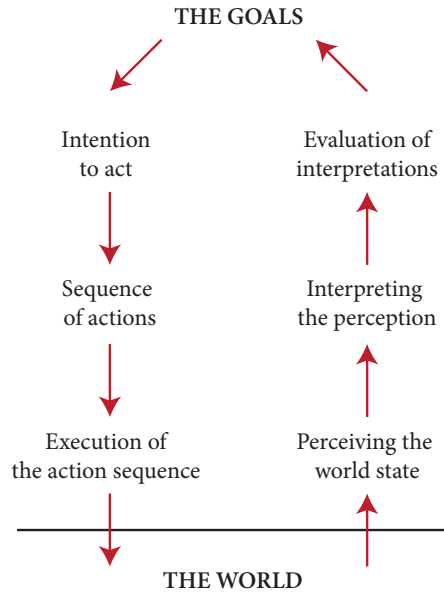 THE GOALS
Intention
to act
Evaluation of
interpretations
Sequence
of actions
Interpreting
the perception
Execution of
the action sequence
Perceiving the
world state
THE WORLD